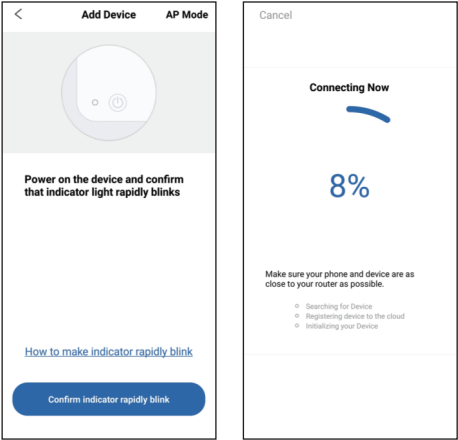 Add Device
AP Mode
Power on the device and confirm
that indicator light rapidly blinks
How to make indicator rapidly blink
Confirm indicator rapidly blink
Cancel
Connecting Now
8%
Make sure your phone and device are as
close to your router as possible.
Searching for Device
Registering device to the cloud
Initializing your Device